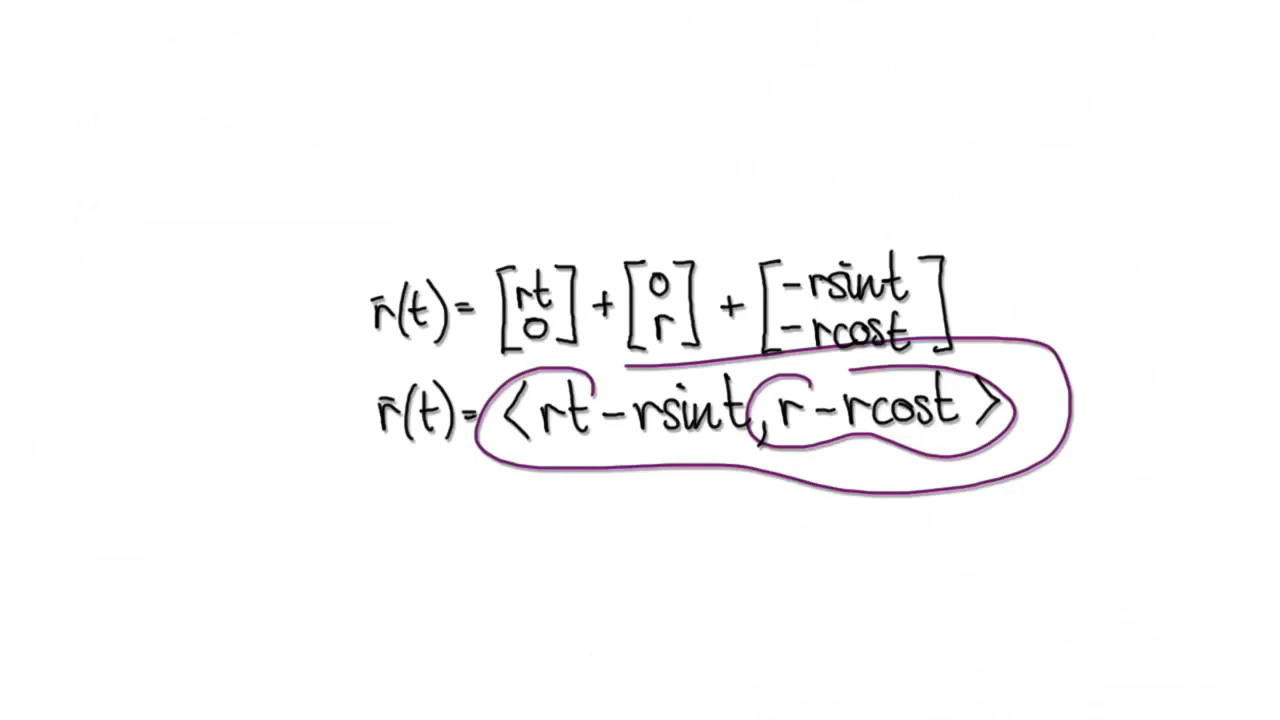 r̄(t) = [rt 0] + [0 r] + [-rsint -rcost]
r̄(t) = <rt - rsint, r - rcost>